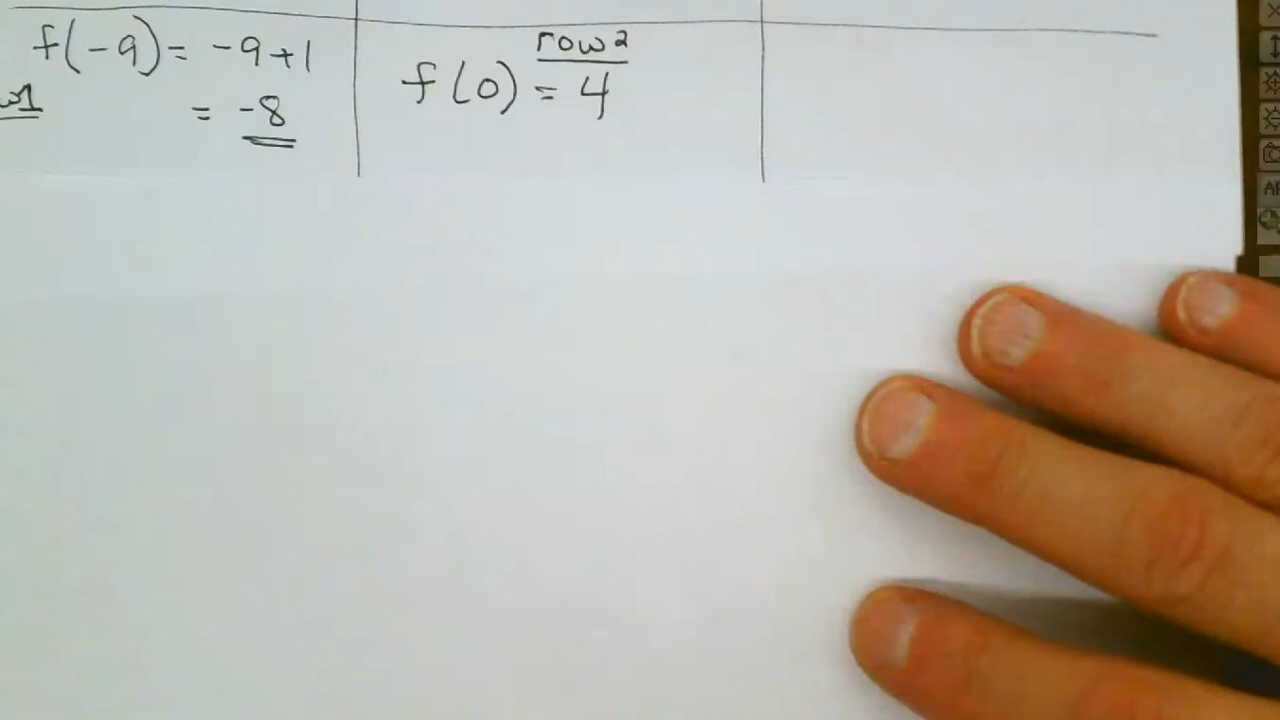 f(-9) = -9+1
= -8
row 2
f(0) = 4